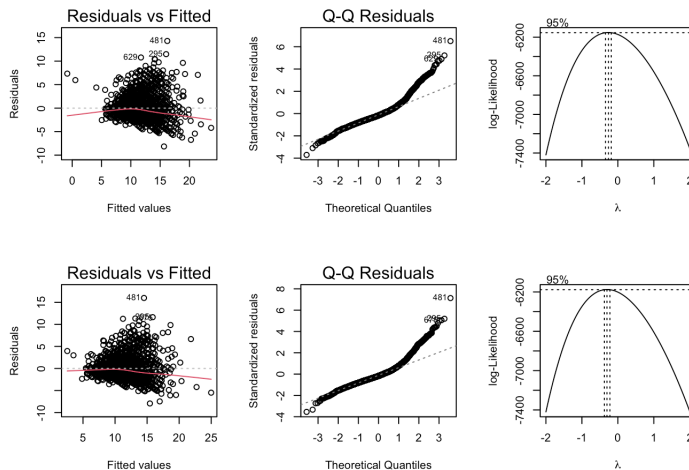 Residuals vs Fitted
Q-Q Residuals
95%
481
295
629
Residuals
-10 -5 0 5 10 15
0 5 10 15 20
Fitted values
481
295
Standardized residuals
-4 -2 0 2 4 6
-3 -2 -1 0 1 2 3
Theoretical Quantiles
log-Likelihood
-7400 -7000 -6600 -6200
-2 -1 0 1 2
λ
Residuals vs Fitted
Q-Q Residuals
95%
481
Residuals
-10 -5 0 5 10 15
5 10 15 20 25
Fitted values
481
Standardized residuals
-4 -2 0 2 4 6 8
-3 -2 -1 0 1 2 3
Theoretical Quantiles
log-Likelihood
-7400 -7000 -6600 -6200
-2 -1 0 1 2
λ